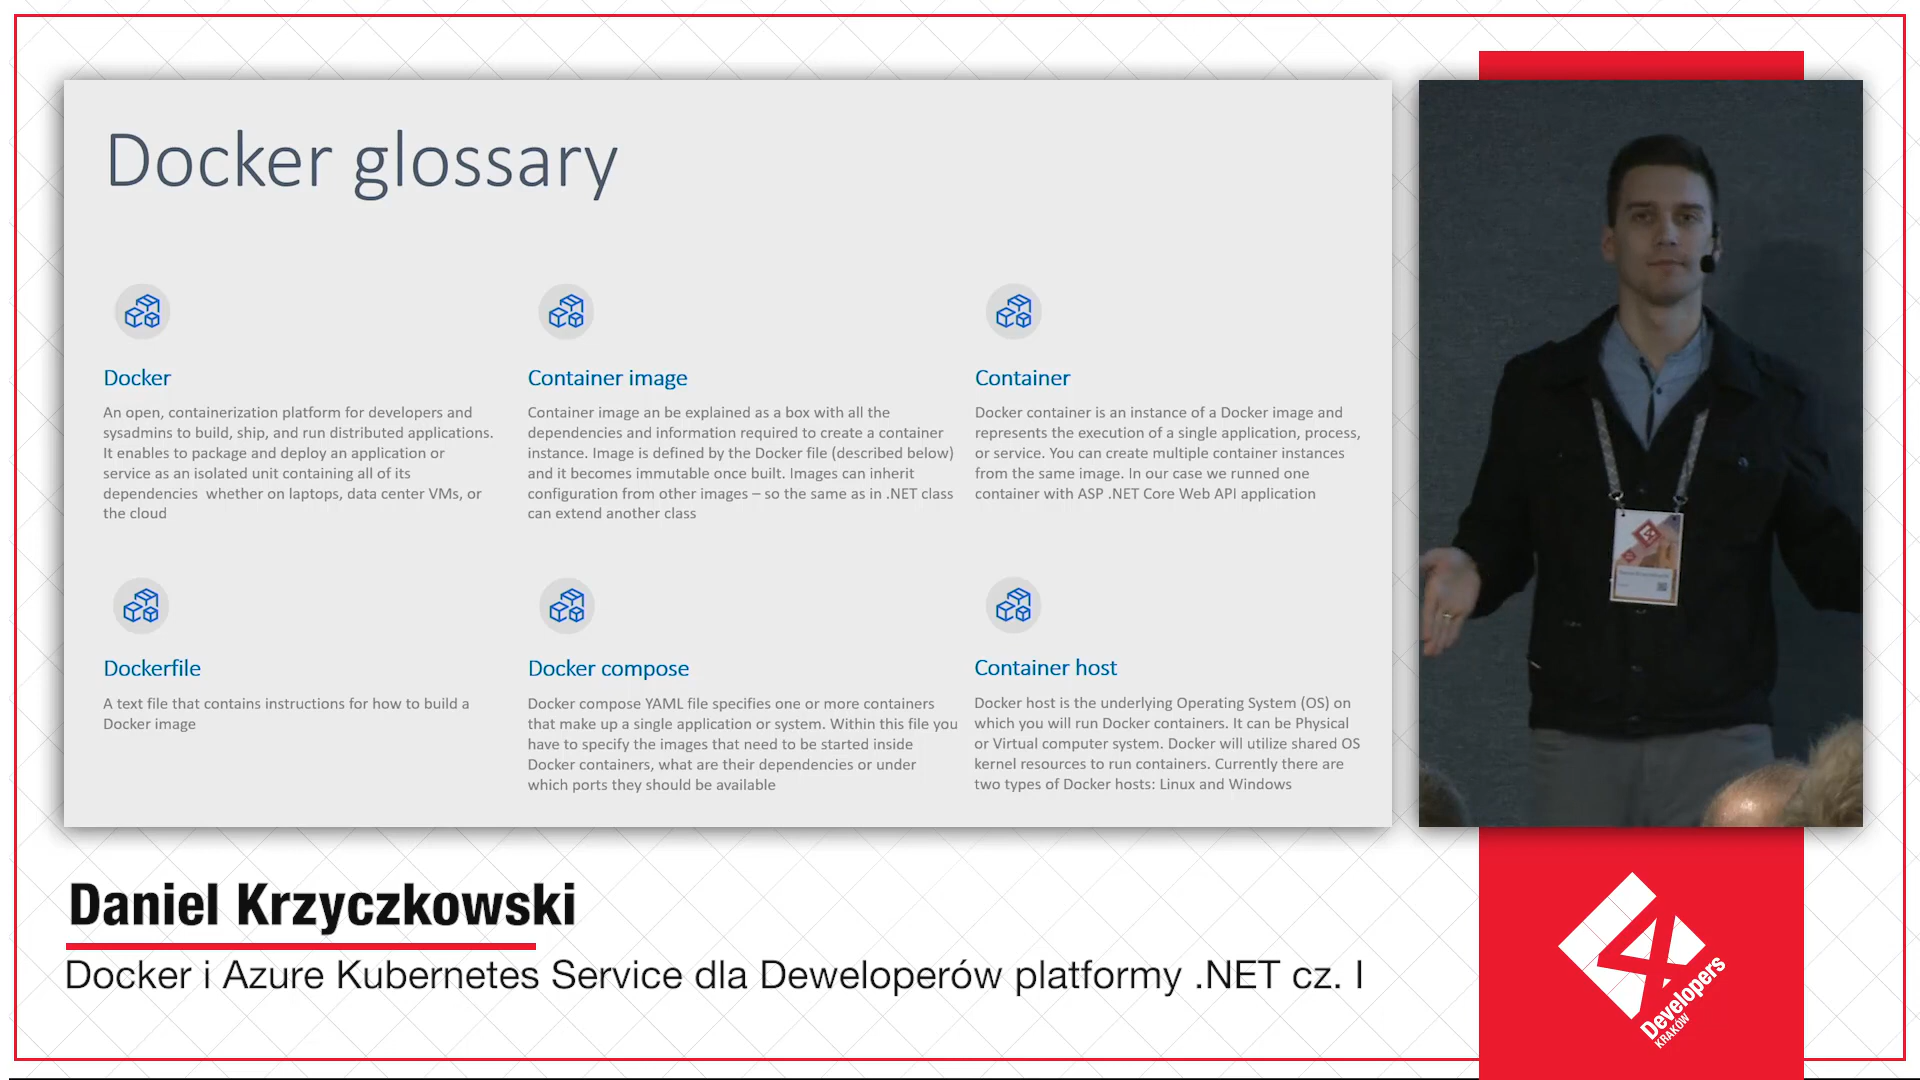 Docker glossary
Docker
An open, containerization platform for developers and
sysadmins to build, ship, and run distributed applications.
It enables to package and deploy an application or
service as an isolated unit containing all of its
dependencies  whether on laptops, data center VMs, or
the cloud
Container image
Container image an be explained as a box with all the
dependencies and information required to create a container
instance. Image is defined by the Docker file (described below)
and it becomes immutable once built. Images can inherit
configuration from other images – so the same as in .NET class
can extend another class
Container
Docker container is an instance of a Docker image and
represents the execution of a single application, process,
or service. You can create multiple container instances
from the same image. In our case we runned one
container with ASP .NET Core Web API application
Dockerfile
A text file that contains instructions for how to build a
Docker image
Docker compose
Docker compose YAML file specifies one or more containers
that make up a single application or system. Within this file you
have to specify the images that need to be started inside
Docker containers, what are their dependencies or under
which ports they should be available
Container host
Docker host is the underlying Operating System (OS) on
which you will run Docker containers. It can be Physical
or Virtual computer system. Docker will utilize shared OS
kernel resources to run containers. Currently there are
two types of Docker hosts: Linux and Windows
Daniel Krzyczkowski
Docker i Azure Kubernetes Service dla Deweloperów platformy .NET cz. I
4
Developers
KRAKÓW